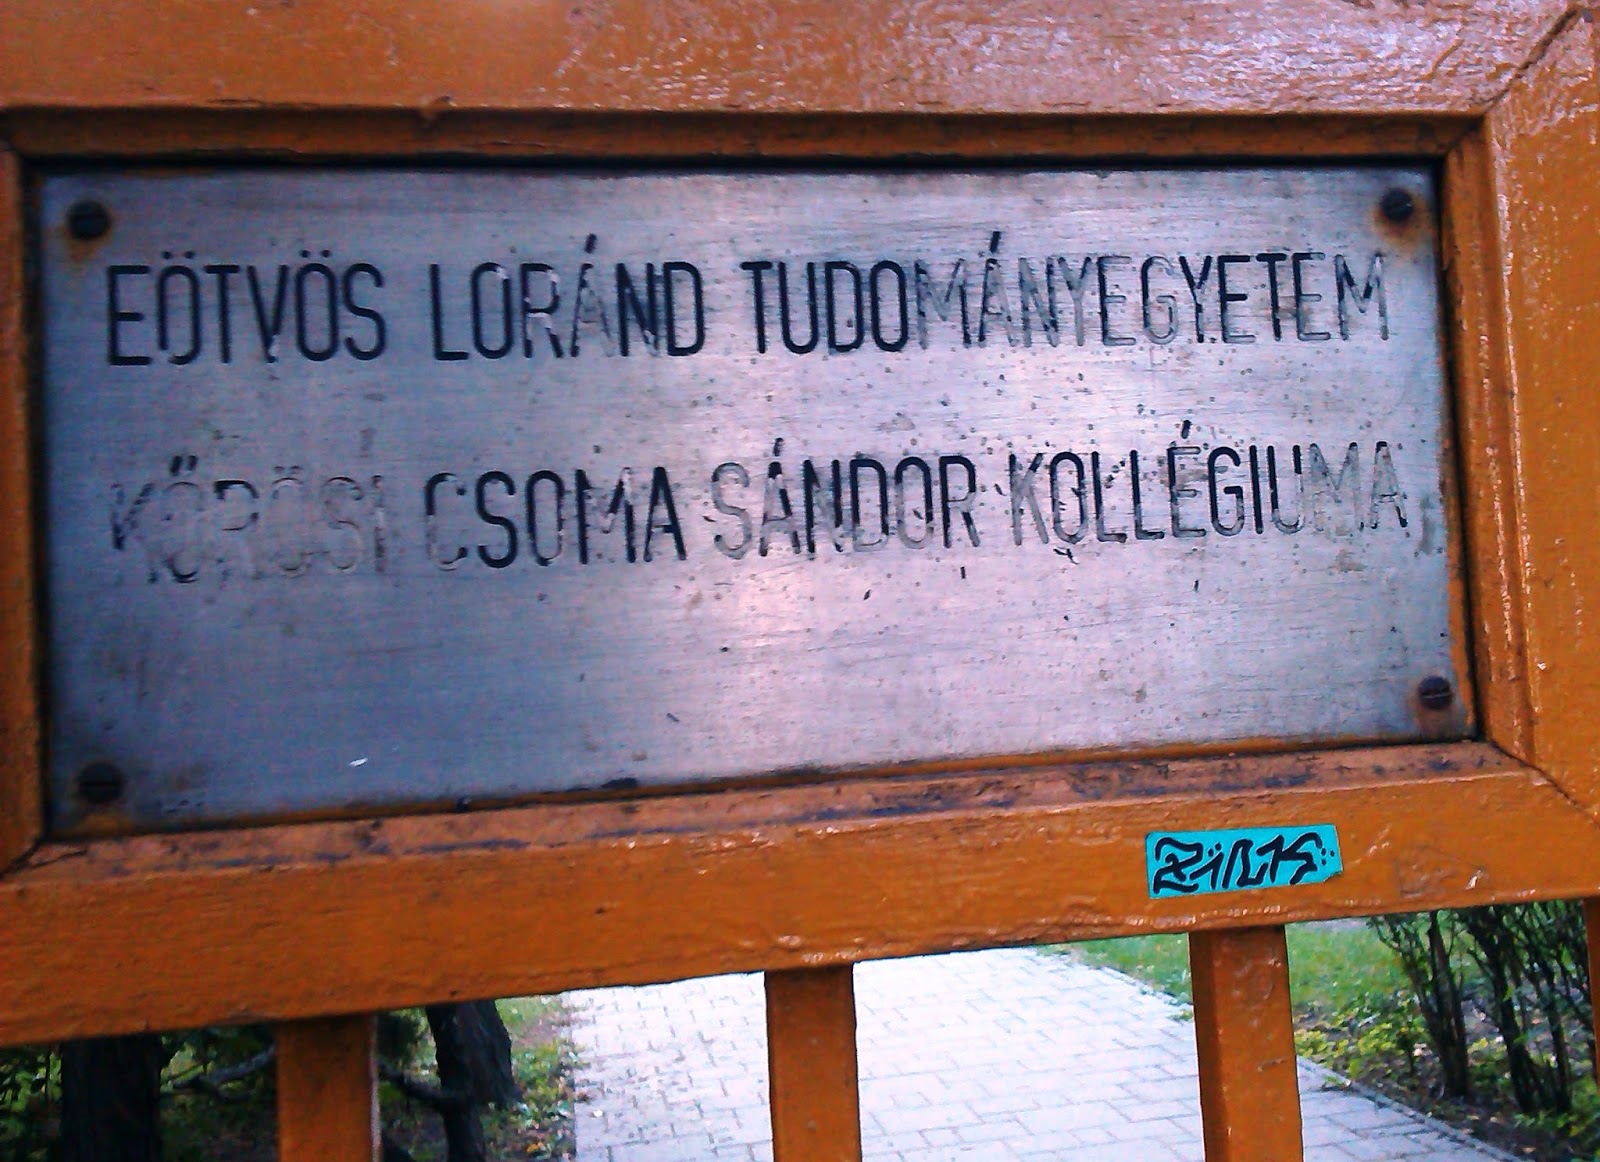 EÖTVÖS LORÁND TUDOMÁNYEGYETEM
KŐRÖSI CSOMA SÁNDOR KOLLÉGIUMA